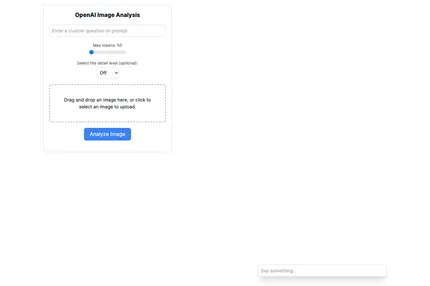 OpenAI Image Analysis
Enter a custom question or prompt
Max tokens: 50
Select the detail level (optional):
Off
Drag and drop an image here, or click to
select an image to upload.
Analyze Image
Say something...